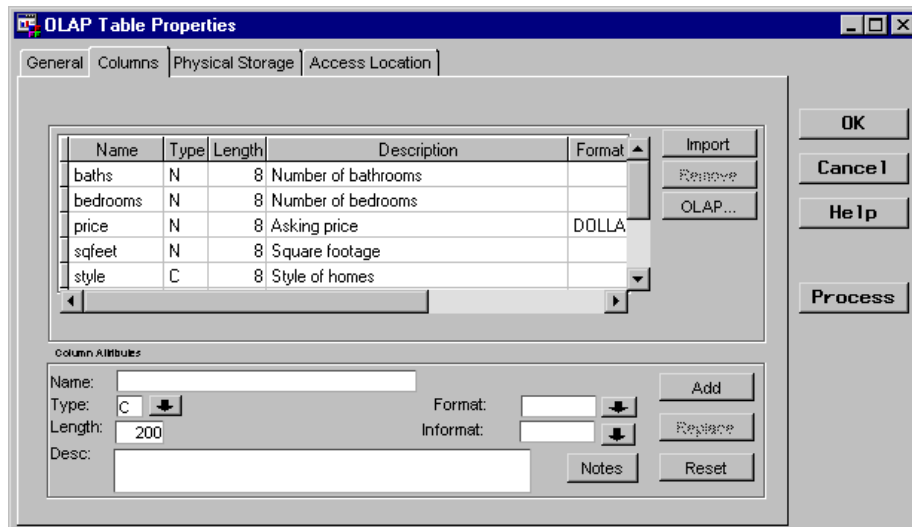 OLAP Table Properties
General Columns Physical Storage Access Location
Name Type Length Description Format
baths N 8 Number of bathrooms
bedrooms N 8 Number of bedrooms
price N 8 Asking price DOLLA
sqfeet N 8 Square footage
style C 8 Style of homes
Import
Remove
OLAP...
OK
Cancel
Help
Process
Column Attributes
Name:
Type: C
Length: 200
Desc:
Format:
Informat:
Notes
Add
Replace
Reset